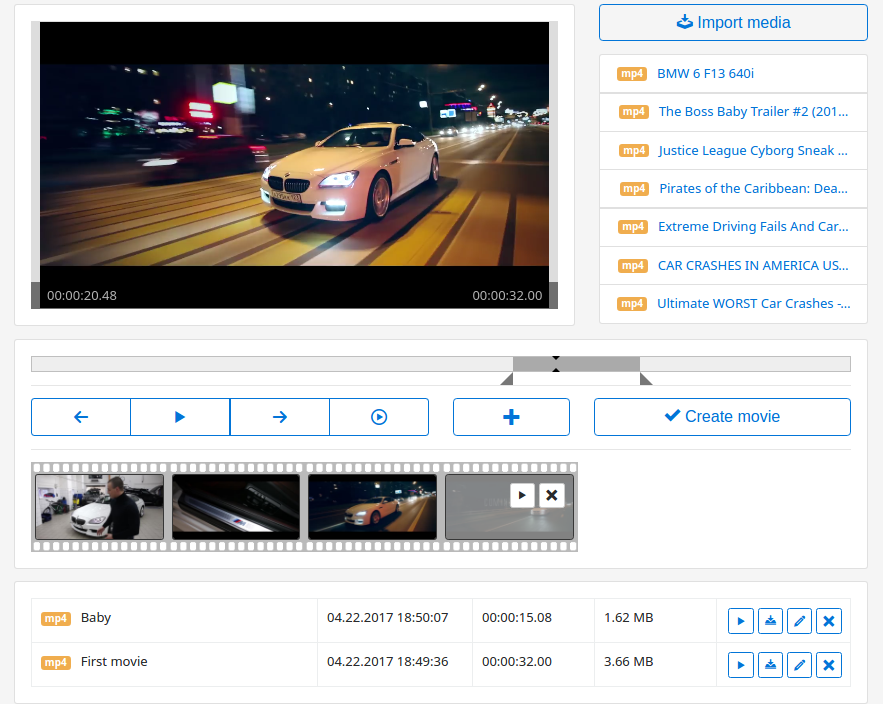 Import media
mp4 BMW 6 F13 640i
mp4 The Boss Baby Trailer #2 (201...
mp4 Justice League Cyborg Sneak ...
mp4 Pirates of the Caribbean: Dea...
mp4 Extreme Driving Fails And Car...
mp4 CAR CRASHES IN AMERICA US...
mp4 Ultimate WORST Car Crashes -...
00:00:20.48 00:00:32.00
Create movie
mp4 Baby 04.22.2017 18:50:07 00:00:15.08 1.62 MB
mp4 First movie 04.22.2017 18:49:36 00:00:32.00 3.66 MB